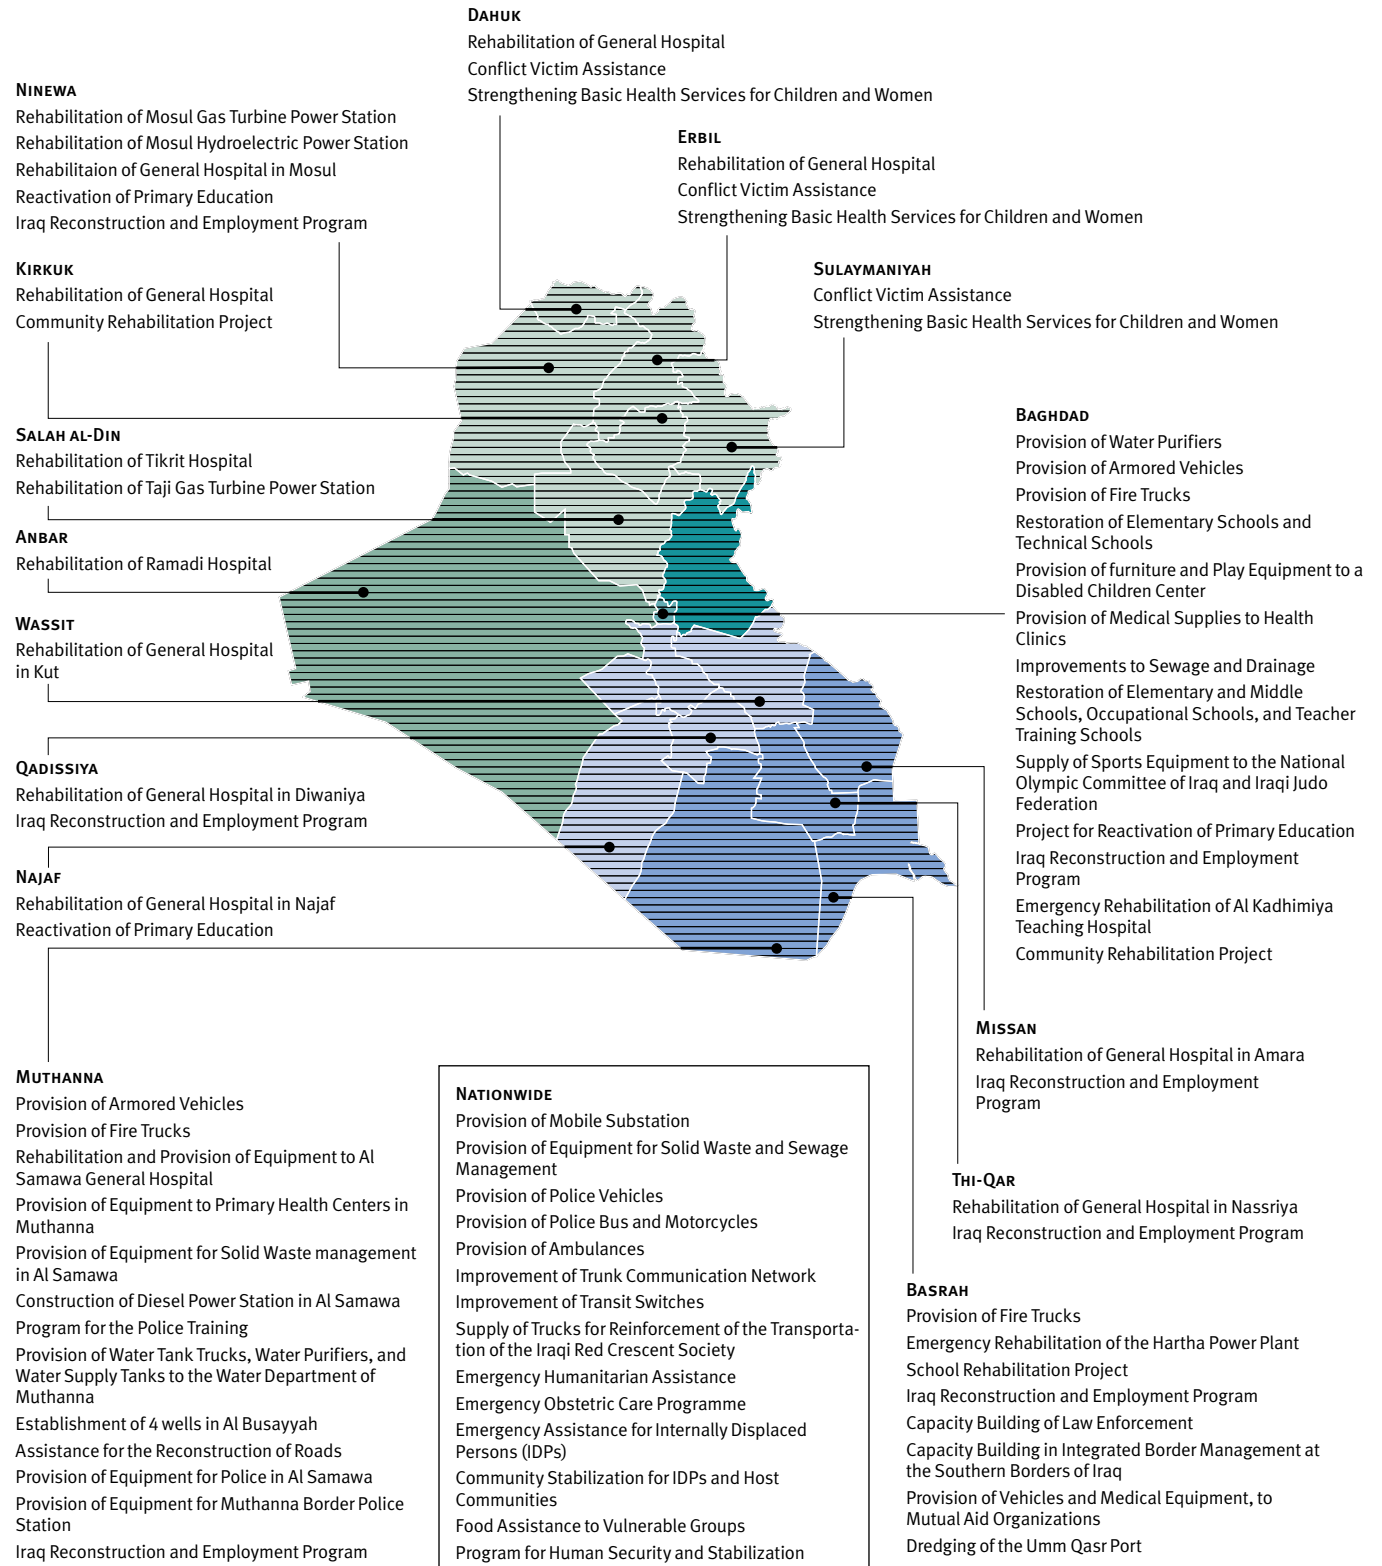 DAHUK
Rehabilitation of General Hospital
Conflict Victim Assistance
Strengthening Basic Health Services for Children and Women
NINEWA
Rehabilitation of Mosul Gas Turbine Power Station
Rehabilitation of Mosul Hydroelectric Power Station
Rehabilitaion of General Hospital in Mosul
Reactivation of Primary Education
Iraq Reconstruction and Employment Program
ERBIL
Rehabilitation of General Hospital
Conflict Victim Assistance
Strengthening Basic Health Services for Children and Women
KIRKUK
Rehabilitation of General Hospital
Community Rehabilitation Project
SULAYMANIYAH
Conflict Victim Assistance
Strengthening Basic Health Services for Children and Women
SALAH AL-DIN
Rehabilitation of Tikrit Hospital
Rehabilitation of Taji Gas Turbine Power Station
ANBAR
Rehabilitation of Ramadi Hospital
WASSIT
Rehabilitation of General Hospital
in Kut
QADISSIYA
Rehabilitation of General Hospital in Diwaniya
Iraq Reconstruction and Employment Program
NAJAF
Rehabilitation of General Hospital in Najaf
Reactivation of Primary Education
BAGHDAD
Provision of Water Purifiers
Provision of Armored Vehicles
Provision of Fire Trucks
Restoration of Elementary Schools and
Technical Schools
Provision of furniture and Play Equipment to a
Disabled Children Center
Provision of Medical Supplies to Health
Clinics
Improvements to Sewage and Drainage
Restoration of Elementary and Middle
Schools, Occupational Schools, and Teacher
Training Schools
Supply of Sports Equipment to the National
Olympic Committee of Iraq and Iraqi Judo
Federation
Project for Reactivation of Primary Education
Iraq Reconstruction and Employment
Program
Emergency Rehabilitation of Al Kadhimiya
Teaching Hospital
Community Rehabilitation Project
MISSAN
Rehabilitation of General Hospital in Amara
Iraq Reconstruction and Employment
Program
MUTHANNA
Provision of Armored Vehicles
Provision of Fire Trucks
Rehabilitation and Provision of Equipment to Al
Samawa General Hospital
Provision of Equipment to Primary Health Centers in
Muthanna
Provision of Equipment for Solid Waste management
in Al Samawa
Construction of Diesel Power Station in Al Samawa
Program for the Police Training
Provision of Water Tank Trucks, Water Purifiers, and
Water Supply Tanks to the Water Department of
Muthanna
Establishment of 4 wells in Al Busayyah
Assistance for the Reconstruction of Roads
Provision of Equipment for Police in Al Samawa
Provision of Equipment for Muthanna Border Police
Station
Iraq Reconstruction and Employment Program
NATIONWIDE
Provision of Mobile Substation
Provision of Equipment for Solid Waste and Sewage
Management
Provision of Police Vehicles
Provision of Police Bus and Motorcycles
Provision of Ambulances
Improvement of Trunk Communication Network
Improvement of Transit Switches
Supply of Trucks for Reinforcement of the Transporta-
tion of the Iraqi Red Crescent Society
Emergency Humanitarian Assistance
Emergency Obstetric Care Programme
Emergency Assistance for Internally Displaced
Persons (IDPs)
Community Stabilization for IDPs and Host
Communities
Food Assistance to Vulnerable Groups
Program for Human Security and Stabilization
THI-QAR
Rehabilitation of General Hospital in Nassriya
Iraq Reconstruction and Employment Program
BASRAH
Provision of Fire Trucks
Emergency Rehabilitation of the Hartha Power Plant
School Rehabilitation Project
Iraq Reconstruction and Employment Program
Capacity Building of Law Enforcement
Capacity Building in Integrated Border Management at
the Southern Borders of Iraq
Provision of Vehicles and Medical Equipment, to
Mutual Aid Organizations
Dredging of the Umm Qasr Port